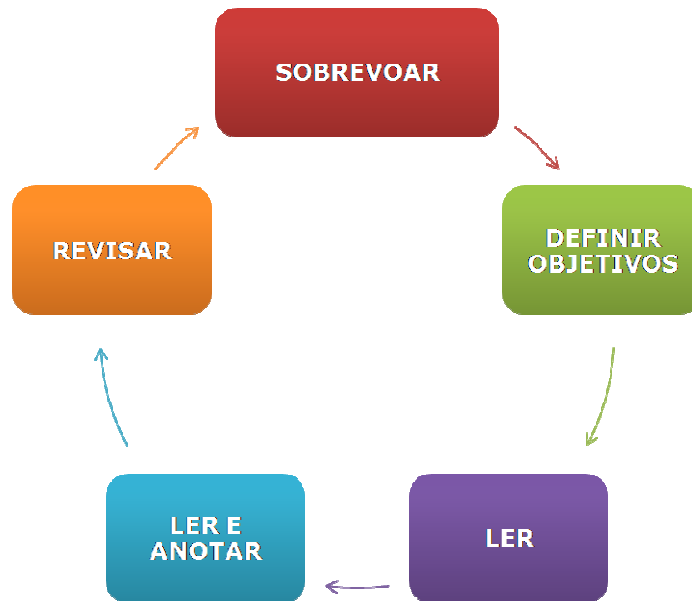 SOBREVOAR
DEFINIR
OBJETIVOS
LER
LER E
ANOTAR
REVISAR